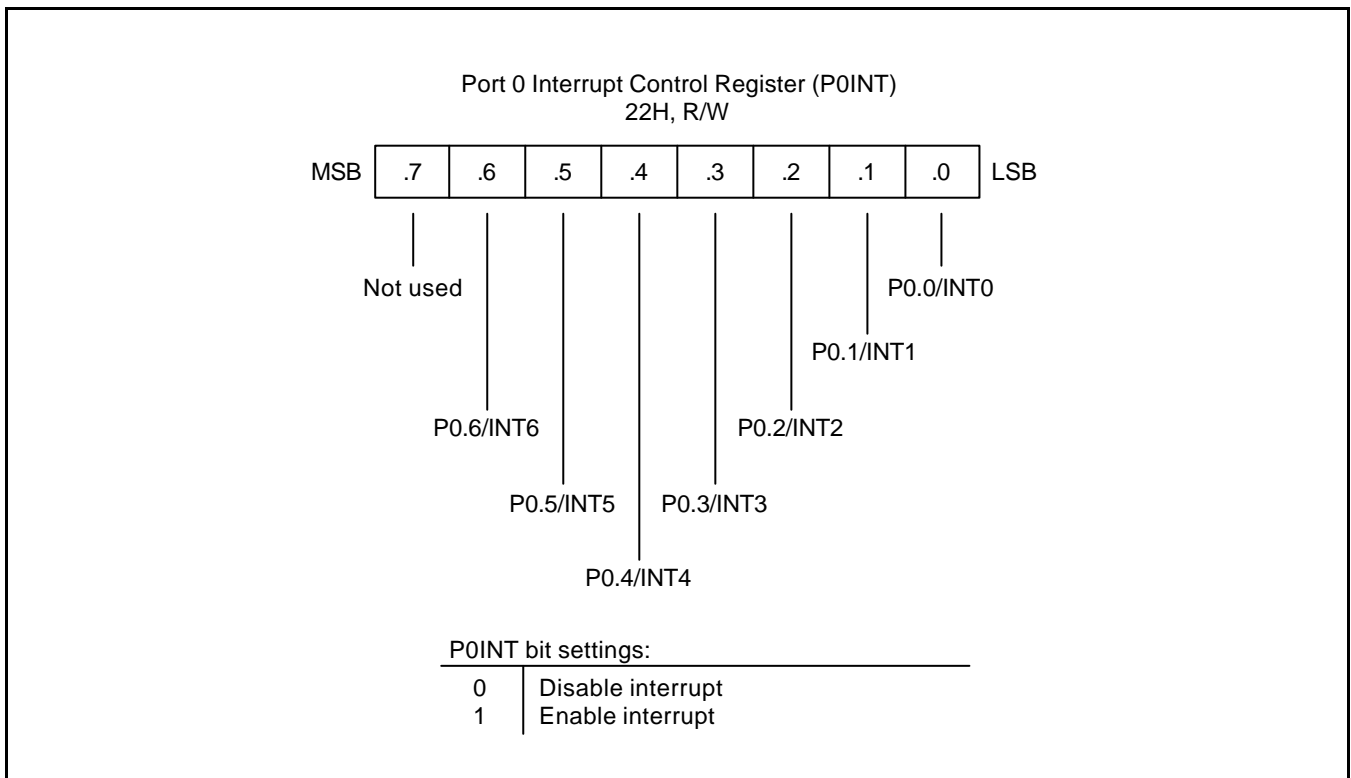 Port 0 Interrupt Control Register (P0INT)
22H, R/W
MSB .7 .6 .5 .4 .3 .2 .1 .0 LSB
Not used P0.0/INT0
P0.1/INT1
P0.6/INT6 P0.2/INT2
P0.5/INT5 P0.3/INT3
P0.4/INT4
P0INT bit settings:
0 Disable interrupt
1 Enable interrupt